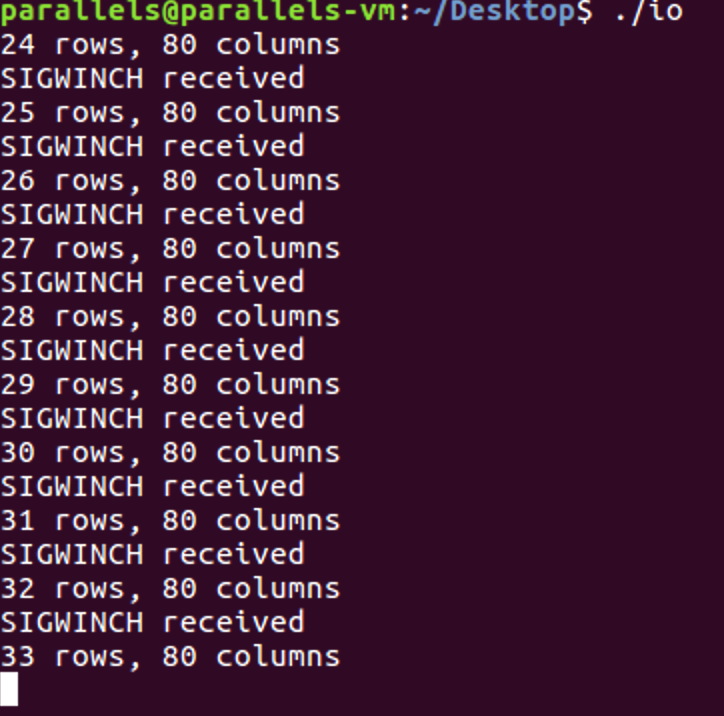 parallels@parallels-vm:~/Desktop$ ./io
24 rows, 80 columns
SIGWINCH received
25 rows, 80 columns
SIGWINCH received
26 rows, 80 columns
SIGWINCH received
27 rows, 80 columns
SIGWINCH received
28 rows, 80 columns
SIGWINCH received
29 rows, 80 columns
SIGWINCH received
30 rows, 80 columns
SIGWINCH received
31 rows, 80 columns
SIGWINCH received
32 rows, 80 columns
SIGWINCH received
33 rows, 80 columns